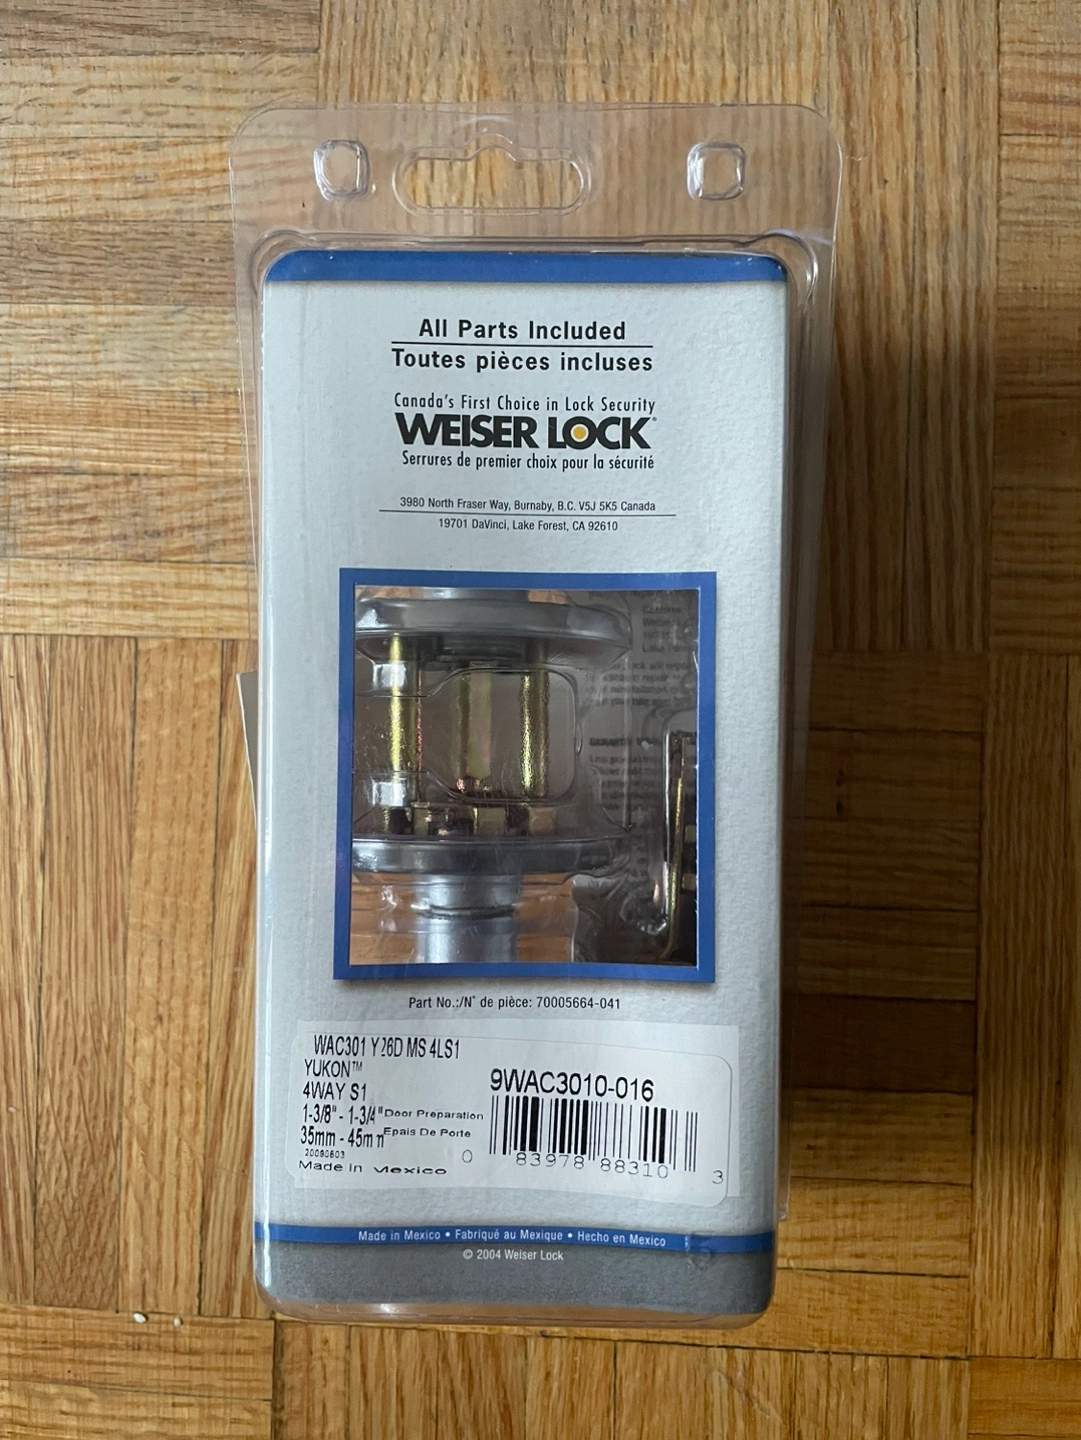 All Parts Included
Toutes pièces incluses
Canada's First Choice in Lock Security
WEISER LOCK
Serrures de premier choix pour la sécurité
3980 North Fraser Way, Burnaby, B.C. V5J 5K5 Canada
19701 DaVinci, Lake Forest, CA 92610
Part No.:/N° de pièce: 70005664-041
WAC301 Y26D MS 4LS1
YUKON™
4WAY S1
1-3/8" - 1-3/4" Door Preparation
35mm - 45m m Epais De Porte
20090603
Made in Mexico
9WAC3010-016
0 83978 88310 3
Made in Mexico • Fabriqué au Mexique • Hecho en Mexico
© 2004 Weiser Lock